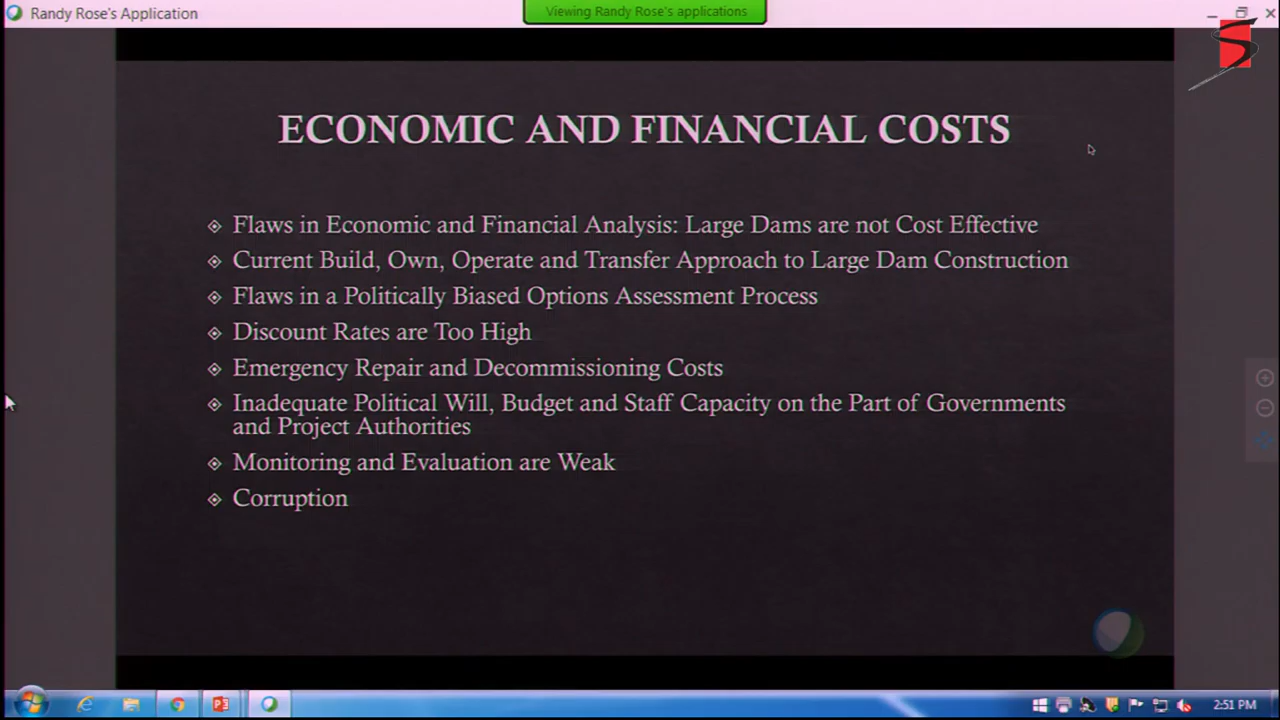 Randy Rose's Application
Viewing Randy Rose's applications
ECONOMIC AND FINANCIAL COSTS
Flaws in Economic and Financial Analysis: Large Dams are not Cost Effective
Current Build, Own, Operate and Transfer Approach to Large Dam Construction
Flaws in a Politically Biased Options Assessment Process
Discount Rates are Too High
Emergency Repair and Decommissioning Costs
Inadequate Political Will, Budget and Staff Capacity on the Part of Governments
and Project Authorities
Monitoring and Evaluation are Weak
Corruption
2:51 PM